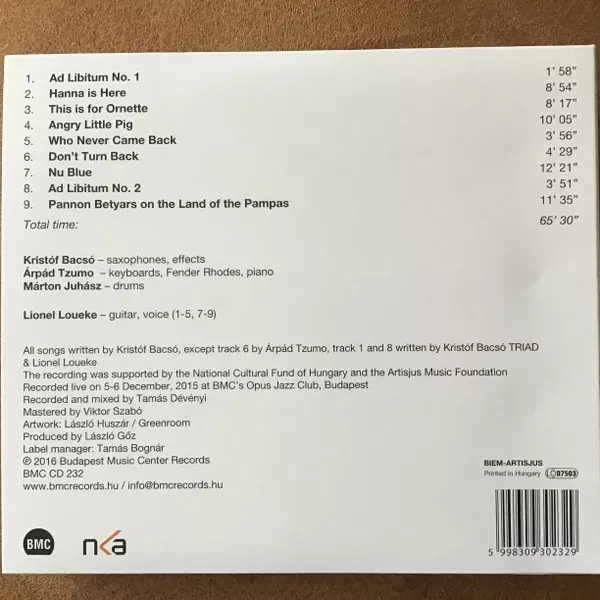 1. Ad Libitum No. 1 1’ 58”
2. Hanna is Here 8’ 54”
3. This is for Ornette 8’ 17”
4. Angry Little Pig 10’ 05”
5. Who Never Came Back 3’ 56”
6. Don’t Turn Back 4’ 29”
7. Nu Blue 12’ 21”
8. Ad Libitum No. 2 3’ 51”
9. Pannon Betyars on the Land of the Pampas 11’ 35”
Total time: 65’ 30”
Kristóf Bacsó – saxophones, effects
Árpád Tzumo – keyboards, Fender Rhodes, piano
Márton Juhász – drums
Lionel Loueke – guitar, voice (1-5, 7-9)
All songs written by Kristóf Bacsó, except track 6 by Árpád Tzumo, track 1 and 8 written by Kristóf Bacsó TRIAD
& Lionel Loueke
The recording was supported by the National Cultural Fund of Hungary and the Artisjus Music Foundation
Recorded live on 5-6 December, 2015 at BMC’s Opus Jazz Club, Budapest
Recorded and mixed by Tamás Dévényi
Mastered by Viktor Szabó
Artwork: László Huszár / Greenroom
Produced by László Gőz
Label manager: Tamás Bognár
℗ 2016 Budapest Music Center Records
BMC CD 232
www.bmcrecords.hu / info@bmcrecords.hu
BIEM-ARTISJUS
Printed in Hungary LC 07503
BMC
nka
5 998309 302329